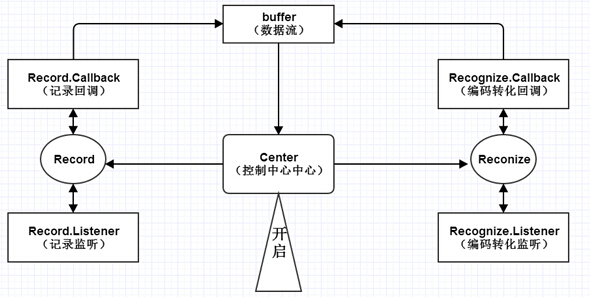 buffer
（数据流）
Record.Callback
（记录回调）
Recognize.Callback
（编码转化回调）
Record
Center
（控制中心中心）
Reconize
Record.Listener
（记录监听）
开
启
Recognize.Listener
（编码转化监听）